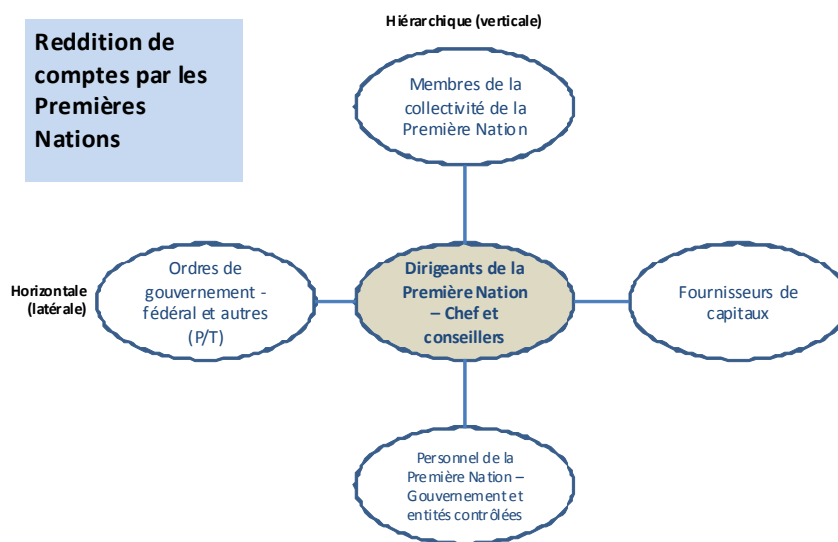 Hiérarchique (verticale)
Reddition de
comptes par les
Premières
Nations
Membres de la
collectivité de la
Première Nation
Horizontale
(latérale)
Ordres de
gouvernement -
fédéral et autres
(P/T)
Dirigeants de la
Première Nation
– Chef et
conseillers
Fournisseurs de
capitaux
Personnel de la
Première Nation –
Gouvernement et
entités contrôlées